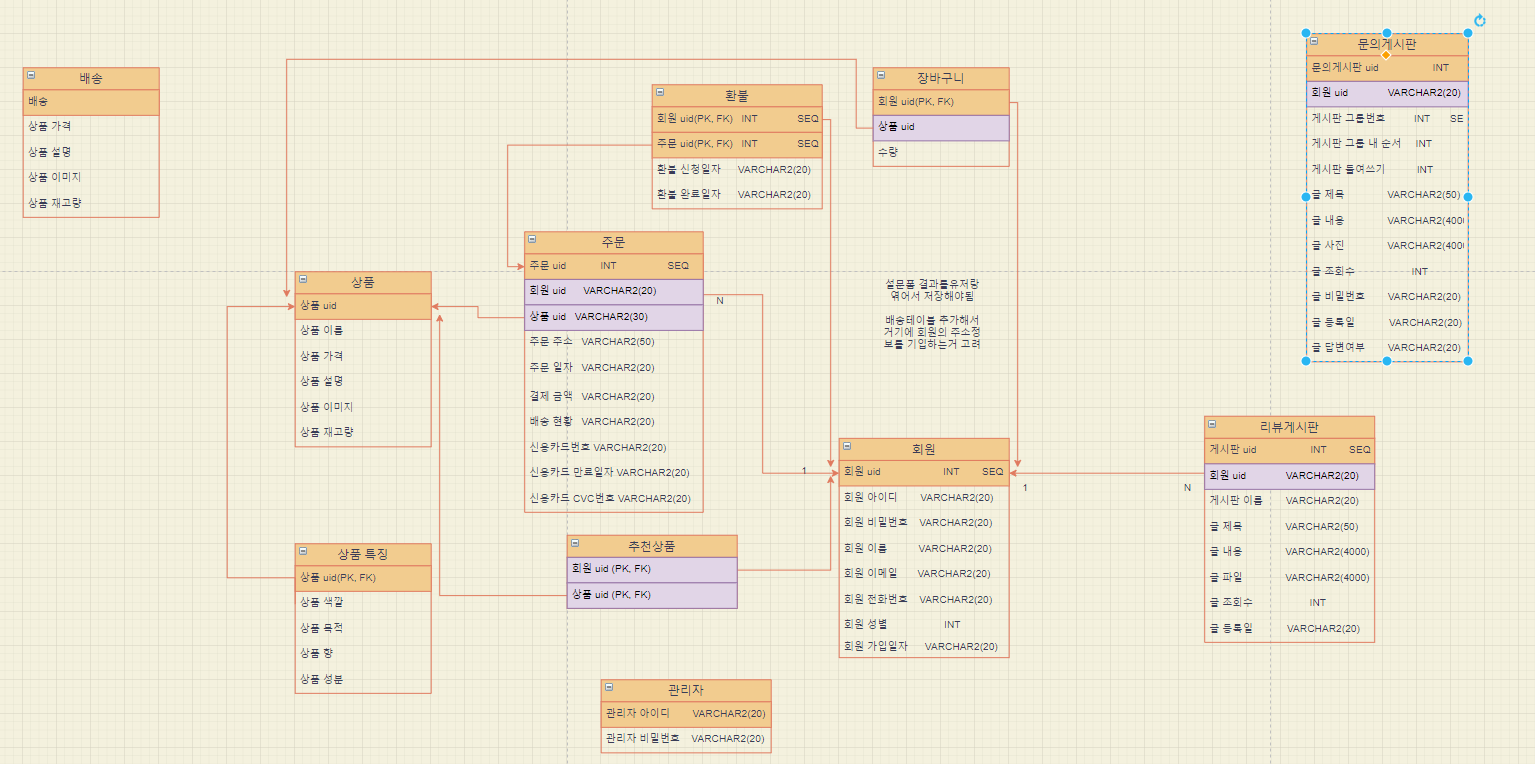 배송
배송
상품 가격
상품 설명
상품 이미지
상품 재고량
환불
회원 uid(PK, FK) INT SEQ
주문 uid(PK, FK) INT SEQ
환불 신청일자 VARCHAR2(20)
환불 완료일자 VARCHAR2(20)
장바구니
회원 uid(PK, FK)
상품 uid
수량
문의게시판
문의게시판 uid INT
회원 uid VARCHAR2(20)
게시판 그룹번호 INT SE
게시판 그룹 내 순서 INT
게시판 들여쓰기 INT
글 제목 VARCHAR2(50)
글 내용 VARCHAR2(400
글 사진 VARCHAR2(400
글 조회수 INT
글 비밀번호 VARCHAR2(20)
글 등록일 VARCHAR2(20)
글 답변여부 VARCHAR2(20)
주문
주문 uid INT SEQ
회원 uid VARCHAR2(20)
상품 uid VARCHAR2(30)
주문 주소 VARCHAR2(50)
주문 일자 VARCHAR2(20)
결제 금액 VARCHAR2(20)
배송 현황 VARCHAR2(20)
신용카드번호 VARCHAR2(20)
신용카드 만료일자 VARCHAR2(20)
신용카드 CVC번호 VARCHAR2(20)
N
1
상품
상품 uid
상품 이름
상품 가격
상품 설명
상품 이미지
상품 재고량
설문폼 결과를유저랑
엮어서 저장해야됨
배송테이블 추가해서
거기에 회원의 주소정
보를 기입하는거 고려
회원
회원 uid INT SEQ
회원 아이디 VARCHAR2(20)
회원 비밀번호 VARCHAR2(20)
회원 이름 VARCHAR2(20)
회원 이메일 VARCHAR2(20)
회원 전화번호 VARCHAR2(20)
회원 성별 INT
회원 가입일자 VARCHAR2(20)
1
N
리뷰게시판
게시판 uid INT SEQ
회원 uid VARCHAR2(20)
게시판 이름 VARCHAR2(20)
글 제목 VARCHAR2(50)
글 내용 VARCHAR2(4000)
글 파일 VARCHAR2(4000)
글 조회수 INT
글 등록일 VARCHAR2(20)
상품 특징
상품 uid(PK, FK)
상품 색깔
상품 목적
상품 향
상품 성분
추천상품
회원 uid (PK, FK)
상품 uid (PK, FK)
관리자
관리자 아이디 VARCHAR2(20)
관리자 비밀번호 VARCHAR2(20)